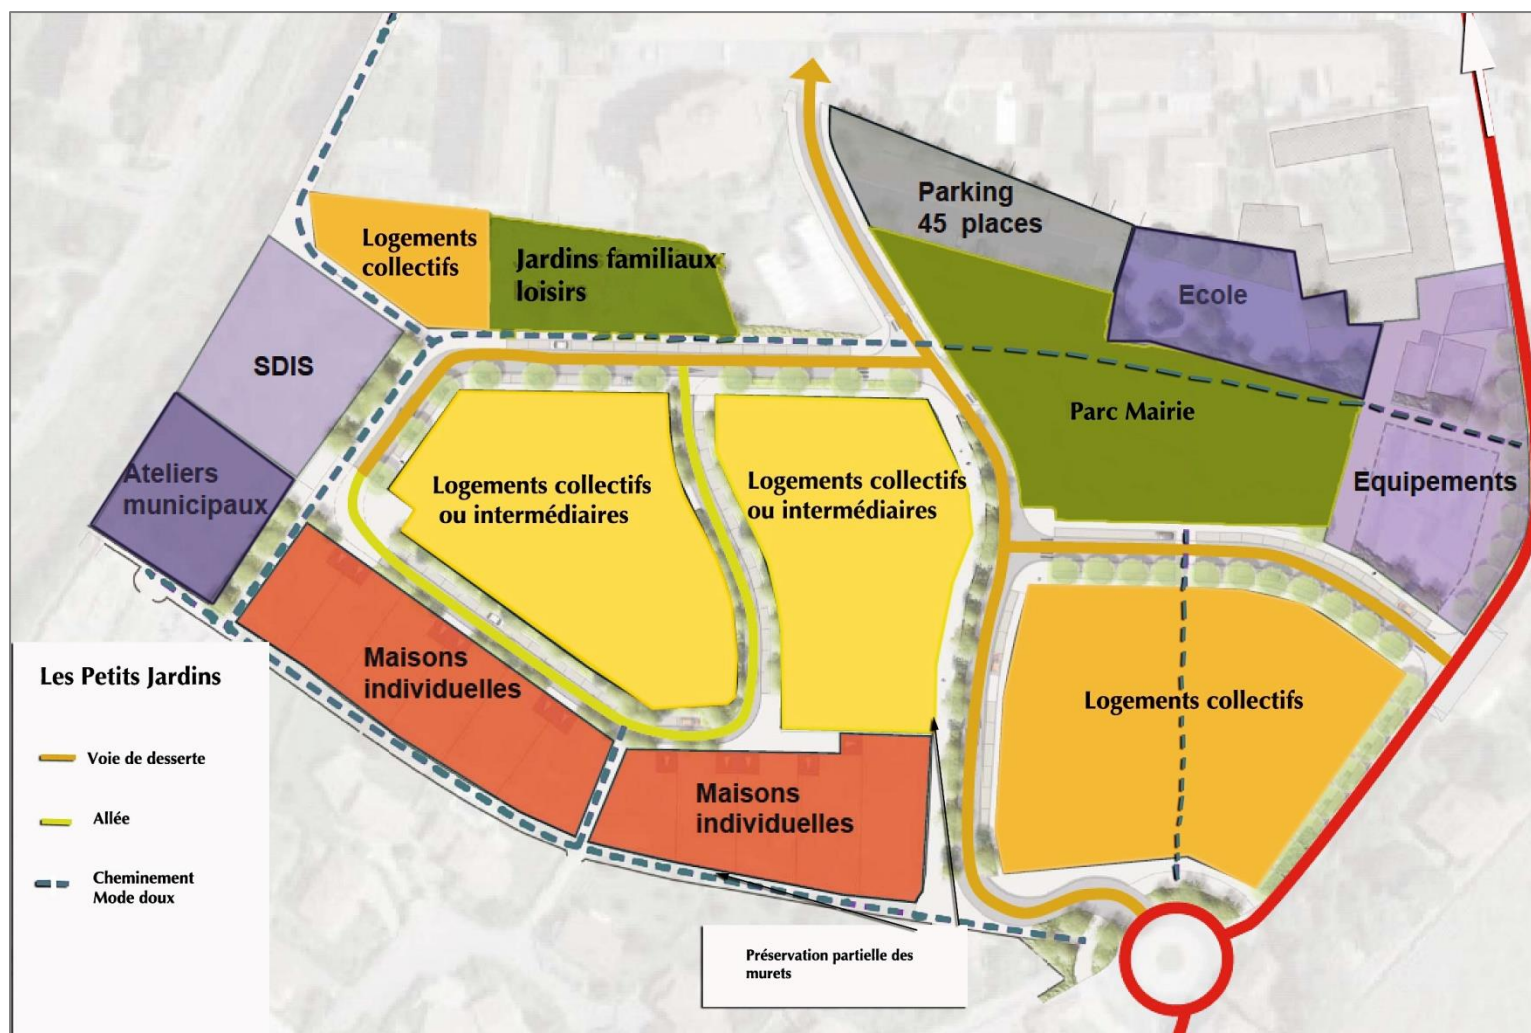 Parking
45 places
Logements
collectifs
Jardins familiaux
loisirs
Ecole
SDIS
Parc Mairie
Ateliers
municipaux
Logements collectifs
ou intermédiaires
Logements collectifs
ou intermédiaires
Equipements
Maisons
individuelles
Logements collectifs
Maisons
individuelles
Les Petits Jardins
Voie de desserte
Allée
Cheminement
Mode doux
Préservation partielle des
murets